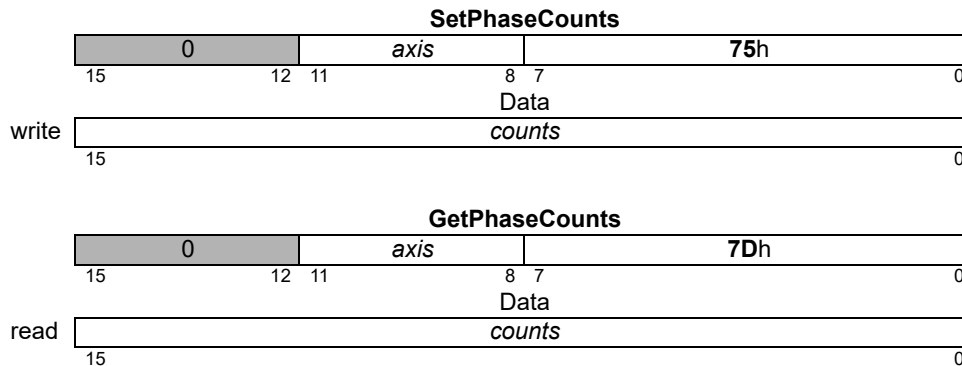 SetPhaseCounts
0 axis 75h
15 12 11 8 7 0
Data
write counts
15 0
GetPhaseCounts
0 axis 7Dh
15 12 11 8 7 0
Data
read counts
15 0